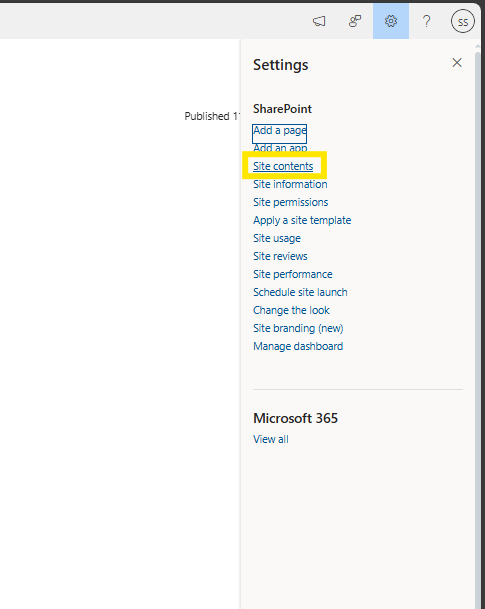 ?
SS
Settings
Published 1
SharePoint
Add a page
Add an app
Site contents
Site information
Site permissions
Apply a site template
Site usage
Site reviews
Site performance
Schedule site launch
Change the look
Site branding (new)
Manage dashboard
Microsoft 365
View all